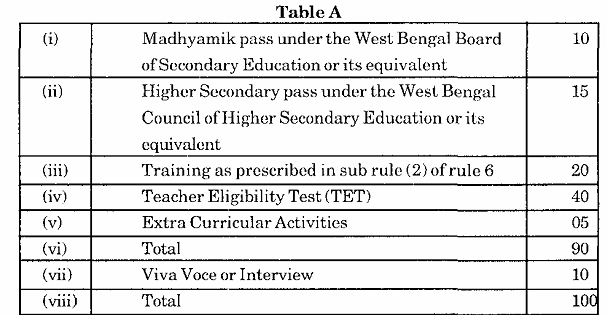 Table A
(i) Madhyamik pass under the West Bengal Board 10
of Secondary Education or its equivalent
(ii) Higher Secondary pass under the West Bengal 15
Council of Higher Secondary Education or its
equivalent
(iii) Training as prescribed in sub rule (2) of rule 6 20
(iv) Teacher Eligibility Test (TET) 40
(v) Extra Curricular Activities 05
(vi) Total 90
(vii) Viva Voce or Interview 10
(viii) Total 100